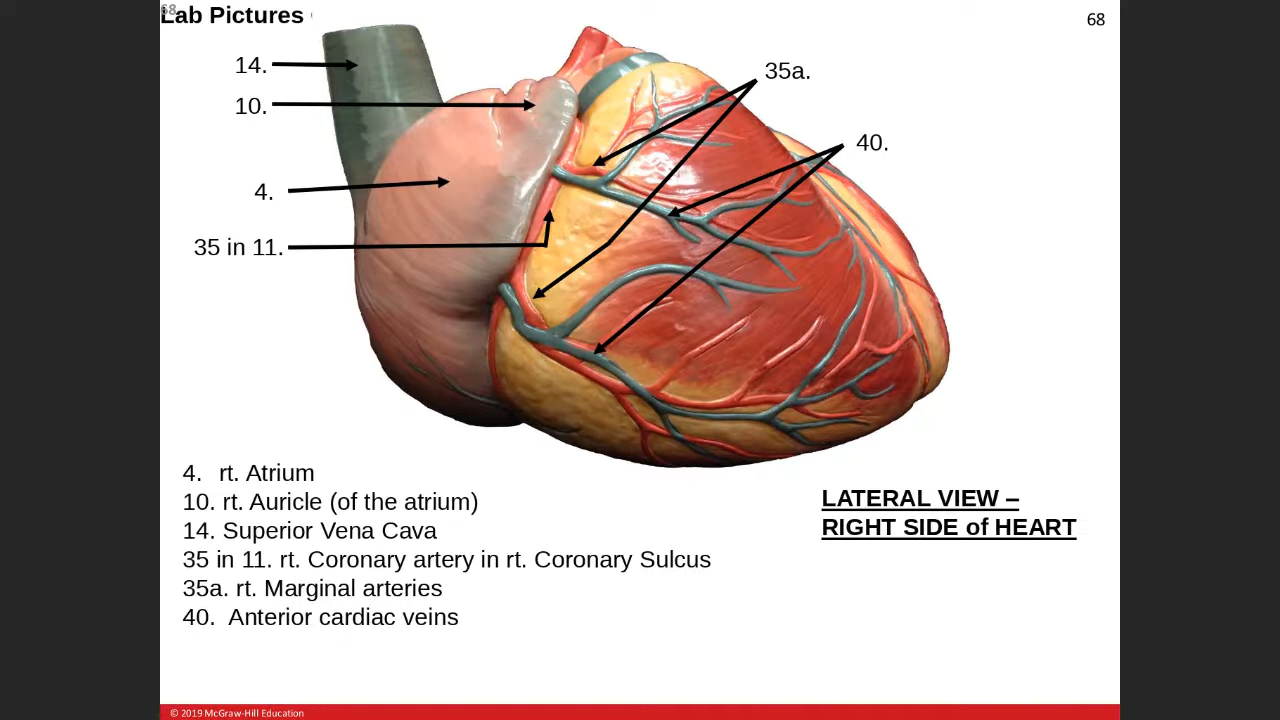 68
Lab Pictures
68
14.
35a.
10.
40.
4.
35 in 11.
4. rt. Atrium
10. rt. Auricle (of the atrium)
14. Superior Vena Cava
35 in 11. rt. Coronary artery in rt. Coronary Sulcus
35a. rt. Marginal arteries
40. Anterior cardiac veins
LATERAL VIEW –
RIGHT SIDE of HEART
© 2019 McGraw-Hill Education